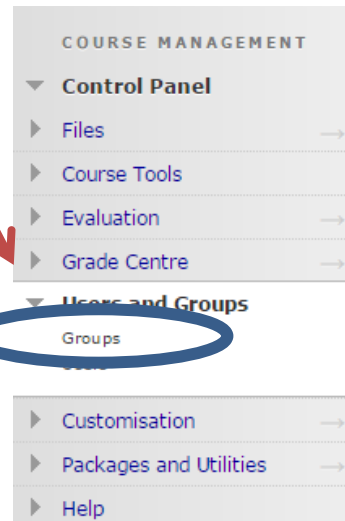 COURSE MANAGEMENT
Control Panel
Files
Course Tools
Evaluation
Grade Centre
Users and Groups
Groups
Customisation
Packages and Utilities
Help